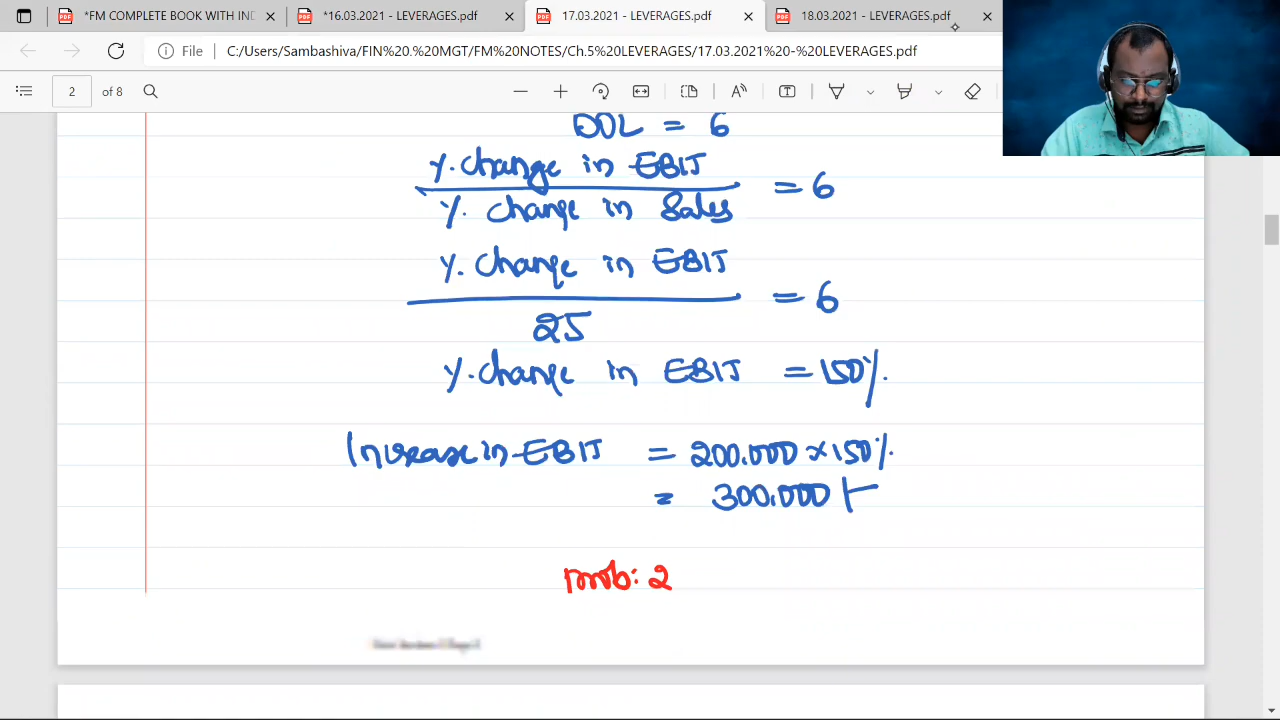 *FM COMPLETE BOOK WITH IND
*16.03.2021 - LEVERAGES.pdf
17.03.2021 - LEVERAGES.pdf
18.03.2021 - LEVERAGES.pdf
File
C:/Users/Sambashiva/FIN%20.%20MGT/FM%20NOTES/Ch.5%20LEVERAGES/17.03.2021%20-%20LEVERAGES.pdf
2 of 8
DOL = 6
% change in EBIT
= 6
% change in Sales
% change in EBIT
= 6
25
% change in EBIT = 150%
Increase in EBIT = 200,000 × 150%
= 300,000
Prob: 2